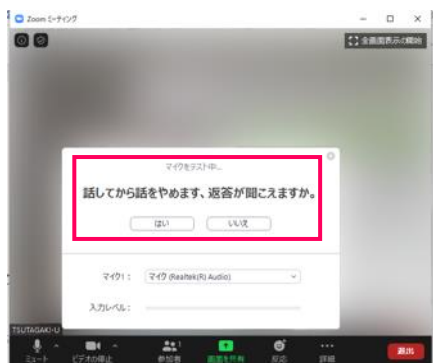 Zoom ミーティング
全画面表示の開始
マイクをテスト中...
話してから話をやめます、返答が聞こえますか。
はい
いいえ
マイク1：
マイク (Realtek(R) Audio)
入力レベル：
TSUTAGAKI-U
ミュート
ビデオの停止
1
参加者
画面を共有
反応
詳細
退出